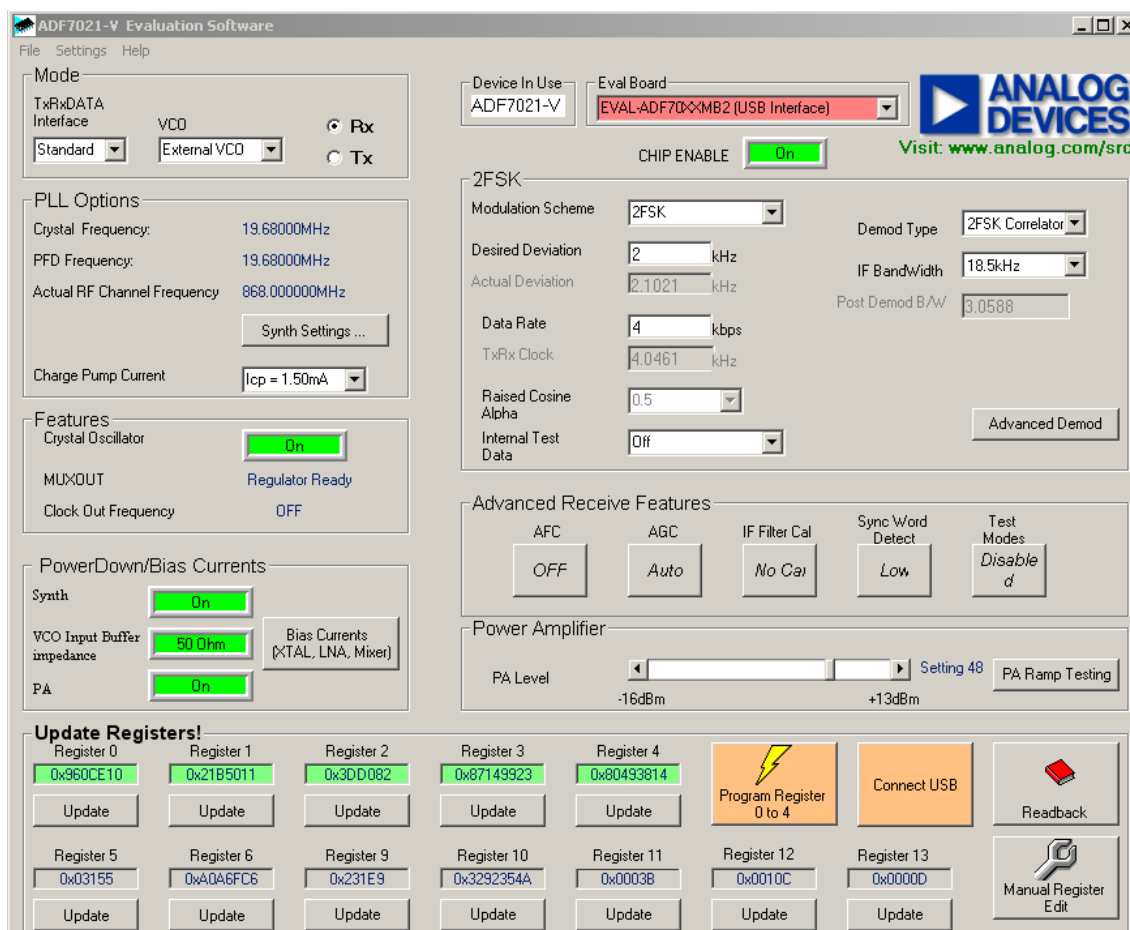 ADF7021-V Evaluation Software
File Settings Help
Mode
TxRxDATA
Interface
VCO
Standard
External VCO
Rx
Tx
Device In Use
ADF7021-V
Eval Board
EVAL-ADF70XXMB2 (USB Interface)
ANALOG
DEVICES
CHIP ENABLE
On
Visit: www.analog.com/src
PLL Options
Crystal Frequency: 19.68000MHz
PFD Frequency: 19.68000MHz
Actual RF Channel Frequency 868.000000MHz
Synth Settings ...
Charge Pump Current Icp = 1.50mA
2FSK
Modulation Scheme 2FSK
Desired Deviation 2 kHz
Actual Deviation 2.1021 kHz
Data Rate 4 kbps
TxRx Clock 4.0461 kHz
Raised Cosine
Alpha
0.5
Internal Test
Data
Off
Demod Type 2FSK Correlator
IF BandWidth 18.5kHz
Post Demod B/W 3.0588
Advanced Demod
Features
Crystal Oscillator On
MUXOUT Regulator Ready
Clock Out Frequency OFF
Advanced Receive Features
AFC AGC IF Filter Cal Sync Word
Detect
Test
Modes
OFF Auto No Cal Low Disable
d
PowerDown/Bias Currents
Synth On
VCO Input Buffer
impedance
50 Ohm
PA On
Bias Currents
(XTAL, LNA, Mixer)
Power Amplifier
PA Level
Setting 48
-16dBm +13dBm
PA Ramp Testing
Update Registers!
Register 0 Register 1 Register 2 Register 3 Register 4
0x960CE10 0x21B5011 0x3DD082 0x87149923 0x80493814
Update Update Update Update Update
Program Register
0 to 4
Connect USB
Readback
Register 5 Register 6 Register 9 Register 10 Register 11 Register 12 Register 13
0x03155 0xA0A6FC6 0x231E9 0x3292354A 0x0003B 0x0010C 0x0000D
Update Update Update Update Update Update Update
Manual Register
Edit